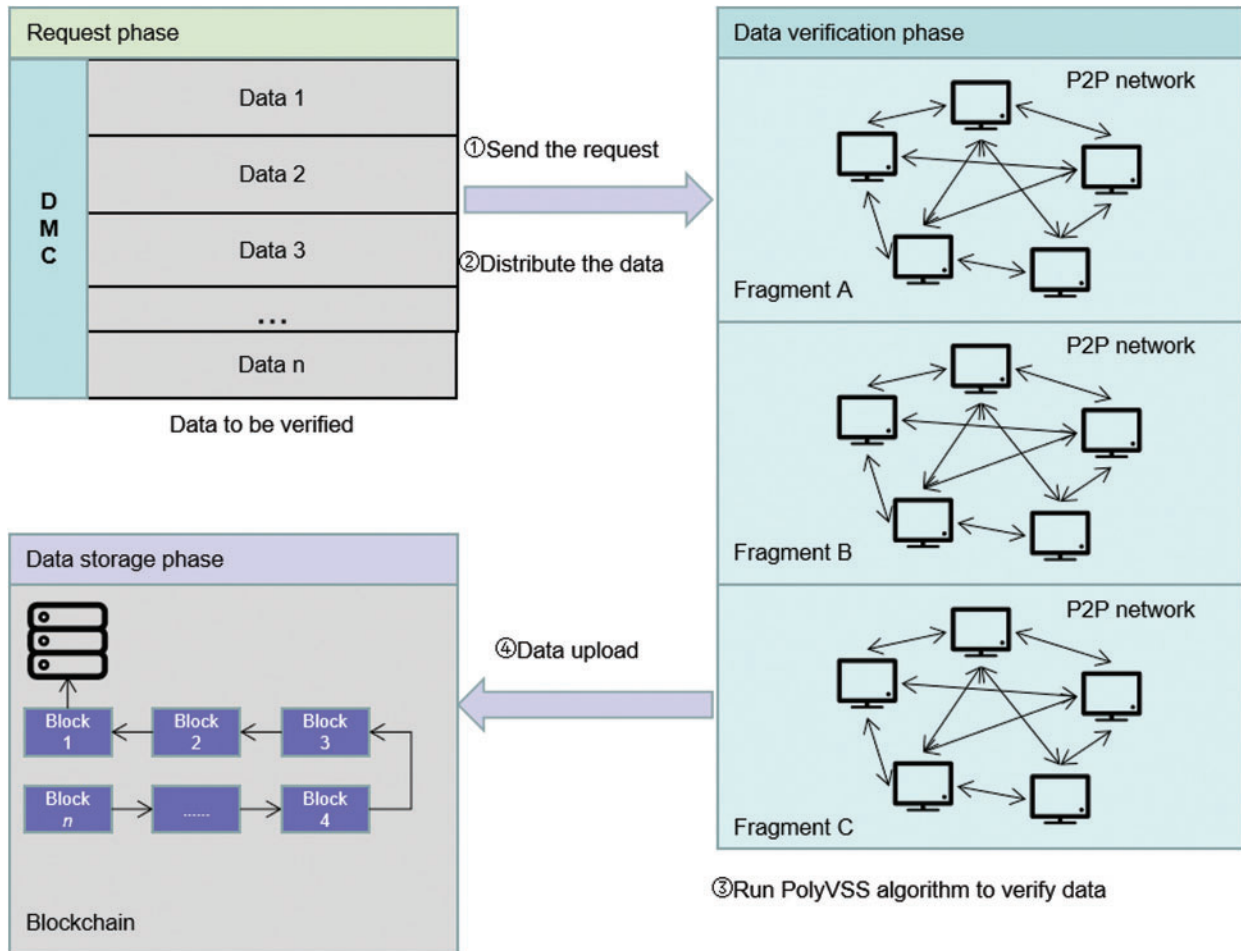 Request phase
D
M
C
Data 1
Data 2
Data 3
...
Data n
Data to be verified
①Send the request
②Distribute the data
Data verification phase
P2P network
Fragment A
P2P network
Fragment B
P2P network
Fragment C
③Run PolyVSS algorithm to verify data
④Data upload
Data storage phase
Block
1
Block
2
Block
3
Block
n
......
Block
4
Blockchain